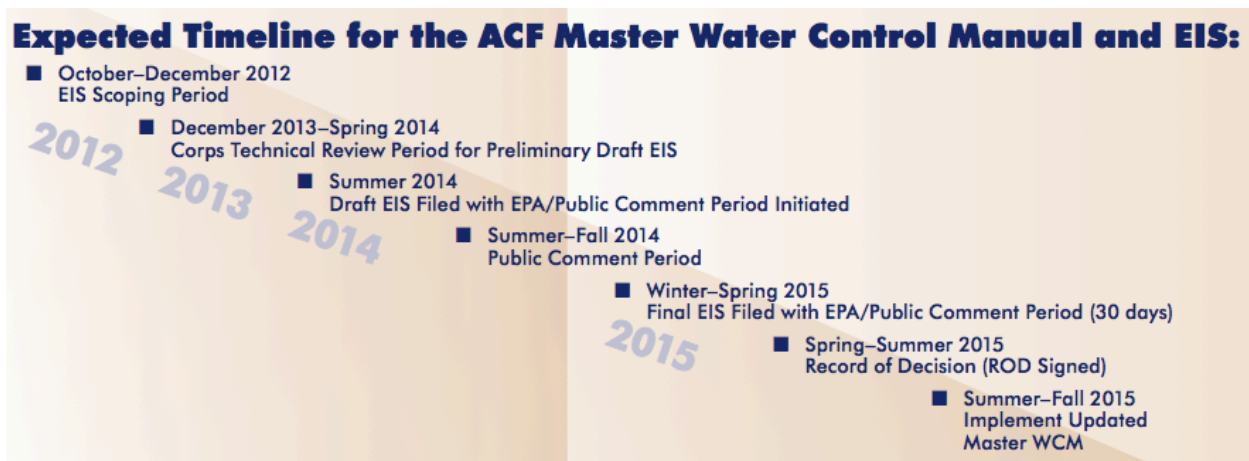 Expected Timeline for the ACF Master Water Control Manual and EIS:
■ October–December 2012
EIS Scoping Period
2012
■ December 2013–Spring 2014
Corps Technical Review Period for Preliminary Draft EIS
2013
■ Summer 2014
Draft EIS Filed with EPA/Public Comment Period Initiated
2014
■ Summer–Fall 2014
Public Comment Period
■ Winter–Spring 2015
Final EIS Filed with EPA/Public Comment Period (30 days)
2015
■ Spring–Summer 2015
Record of Decision (ROD Signed)
■ Summer–Fall 2015
Implement Updated
Master WCM